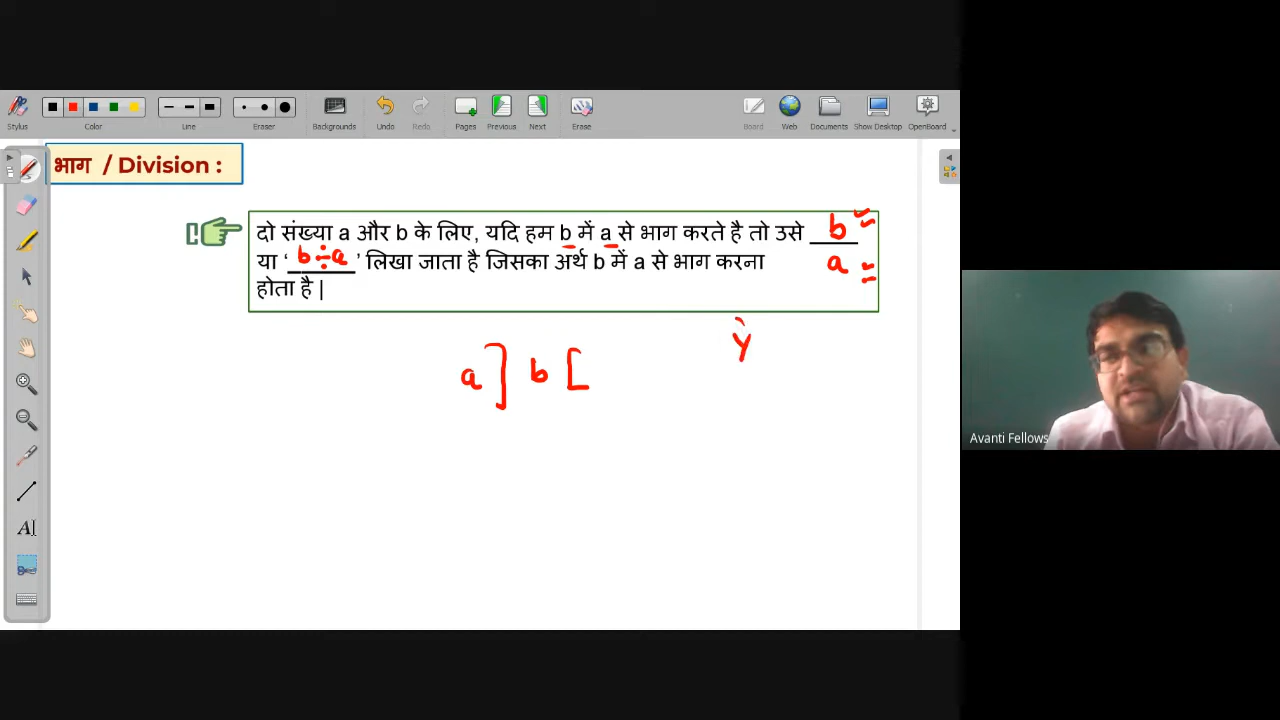 Stylus Color Line Eraser Backgrounds Undo Redo Pages Previous Next Erase Board Web Documents Show Desktop OpenBoard
भाग / Division :
दो संख्या a और b के लिए, यदि हम b में a से भाग करते है तो उसे b/a
या ‘ b÷a ’ लिखा जाता है जिसका अर्थ b में a से भाग करना
होता है |
y
a ] b [
Avanti Fellows